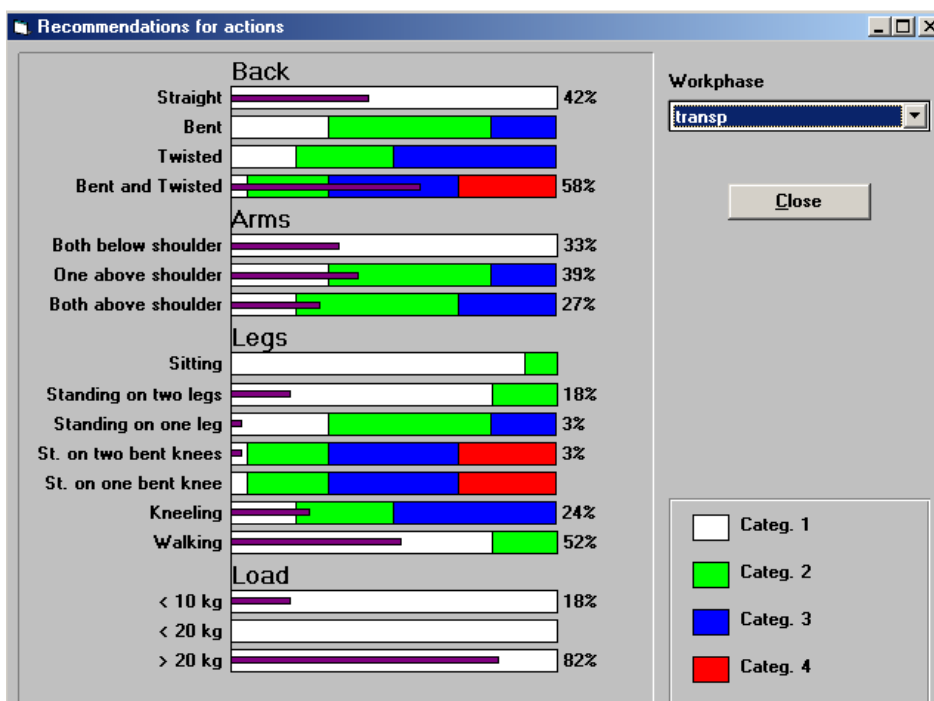 Recommendations for actions
Back
Straight 42%
Bent
Twisted
Bent and Twisted 58%
Arms
Both below shoulder 33%
One above shoulder 39%
Both above shoulder 27%
Legs
Sitting
Standing on two legs 18%
Standing on one leg 3%
St. on two bent knees 3%
St. on one bent knee
Kneeling 24%
Walking 52%
Load
< 10 kg 18%
< 20 kg
> 20 kg 82%
Workphase
transp
Close
Categ. 1
Categ. 2
Categ. 3
Categ. 4